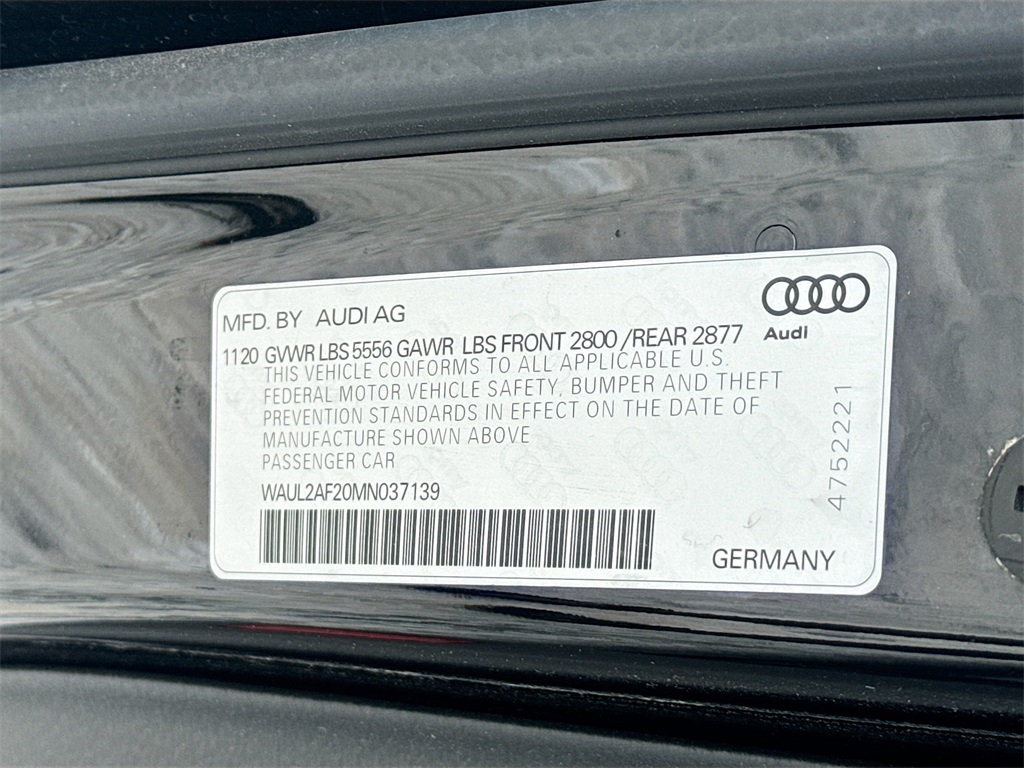 MFD. BY AUDI AG
1120 GVWR LBS 5556 GAWR LBS FRONT 2800 /REAR 2877
THIS VEHICLE CONFORMS TO ALL APPLICABLE U.S.
FEDERAL MOTOR VEHICLE SAFETY, BUMPER AND THEFT
PREVENTION STANDARDS IN EFFECT ON THE DATE OF
MANUFACTURE SHOWN ABOVE
PASSENGER CAR
WAUL2AF20MN037139
GERMANY
Audi
4752221